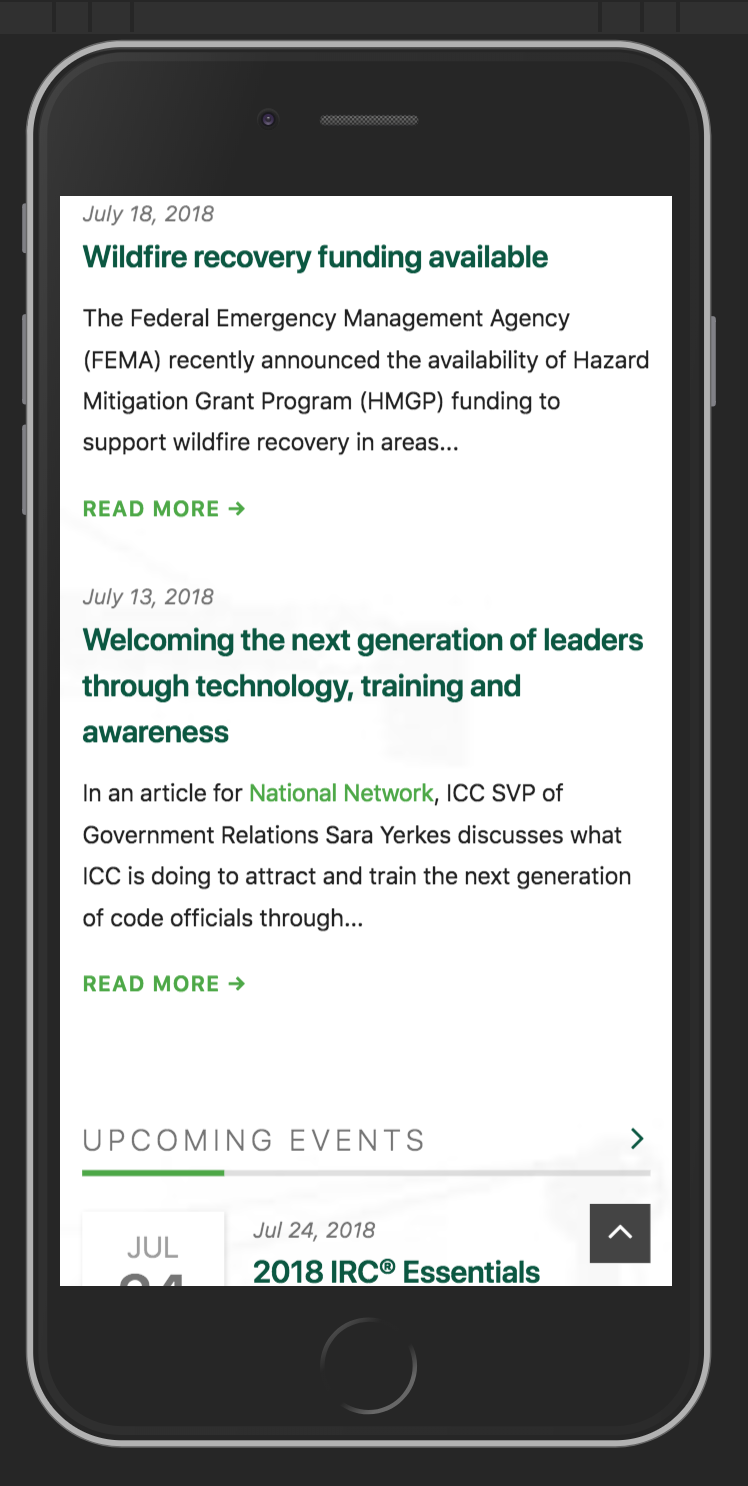 July 18, 2018
Wildfire recovery funding available
The Federal Emergency Management Agency
(FEMA) recently announced the availability of Hazard
Mitigation Grant Program (HMGP) funding to
support wildfire recovery in areas...
READ MORE →
July 13, 2018
Welcoming the next generation of leaders
through technology, training and
awareness
In an article for National Network, ICC SVP of
Government Relations Sara Yerkes discusses what
ICC is doing to attract and train the next generation
of code officials through...
READ MORE →
UPCOMING EVENTS
JUL
24
Jul 24, 2018
2018 IRC® Essentials